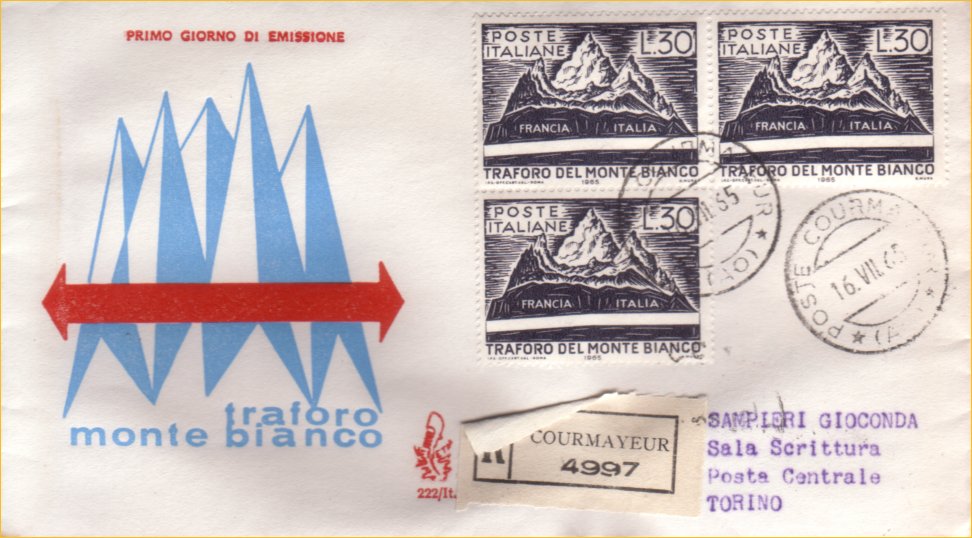 PRIMO GIORNO DI EMISSIONE
traforo
monte bianco
222/It.
POSTE
ITALIANE
L.30
FRANCIA ITALIA
TRAFORO DEL MONTE BIANCO
1965
POSTE
ITALIANE
L.30
FRANCIA ITALIA
TRAFORO DEL MONTE BIANCO
1965
POSTE
ITALIANE
L.30
FRANCIA ITALIA
TRAFORO DEL MONTE BIANCO
1965
POSTE COURMAYEUR
16.VII.65
R
COURMAYEUR
4997
SAMPIERI GIOCONDA
Sala Scrittura
Posta Centrale
TORINO